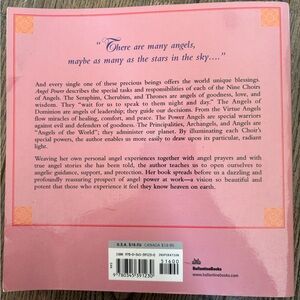 "There are many angels,
maybe as many as the stars in the sky...."
And every single one of these precious beings offers the world unique blessings.
Angel Power describes the special tasks and responsibilities of each of the Nine Choirs
of Angels. The Seraphim, Cherubim, and Thrones are angels of goodness, love, and
wisdom. They "wait for us to speak to them night and day." The Angels of
Dominion are angels of leadership; they guide our decisions. From the Virtue Angels
flow miracles of healing, comfort, and peace. The Power Angels are special warriors
against evil and defenders of goodness. The Principalities, Archangels, and Angels are
"Angels of the World"; they administer our planet. By illuminating each Choir's
special powers, the author enables us more easily to draw upon its particular, radiant
light.
Weaving her own personal angel experiences together with angel prayers and with
true angel stories she has been told, the author teaches us to open ourselves to
angelic guidance, support, and protection. Her book spreads before us a dazzling and
profoundly reassuring prospect of angel power at work—a vision so beautiful and
potent that those who experience it feel they know heaven on earth.
BallantineBooks
www.ballantinebooks.com